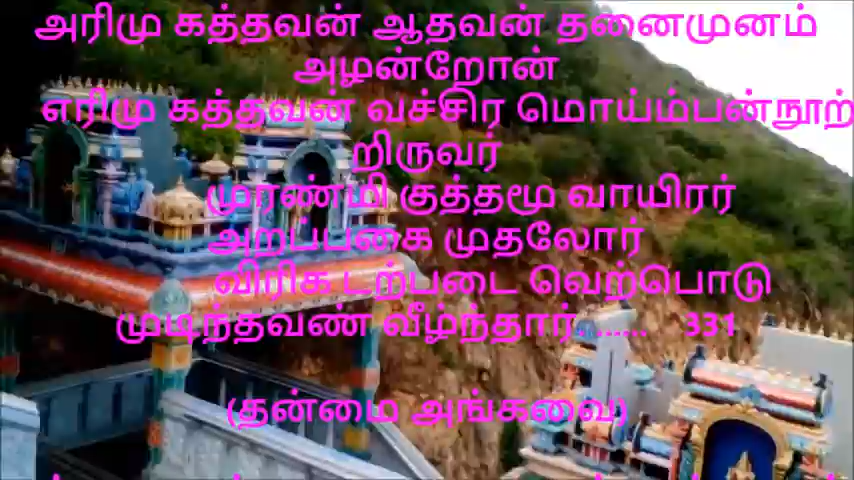 அரிமு கத்தவன் ஆதவன் தனைமுனம்
அழன்றோன்
எரிமு கத்தவன் வச்சிர மொய்ம்பன்நூற்
றிருவர்
முரண்மி குத்தமூ வாயிரர்
அறப்பகை முதலோர்
விரிக டற்படை வெற்பொடு
முடிந்தவண் வீழ்ந்தார் ...... 331
(தன்மை அங்கவை)